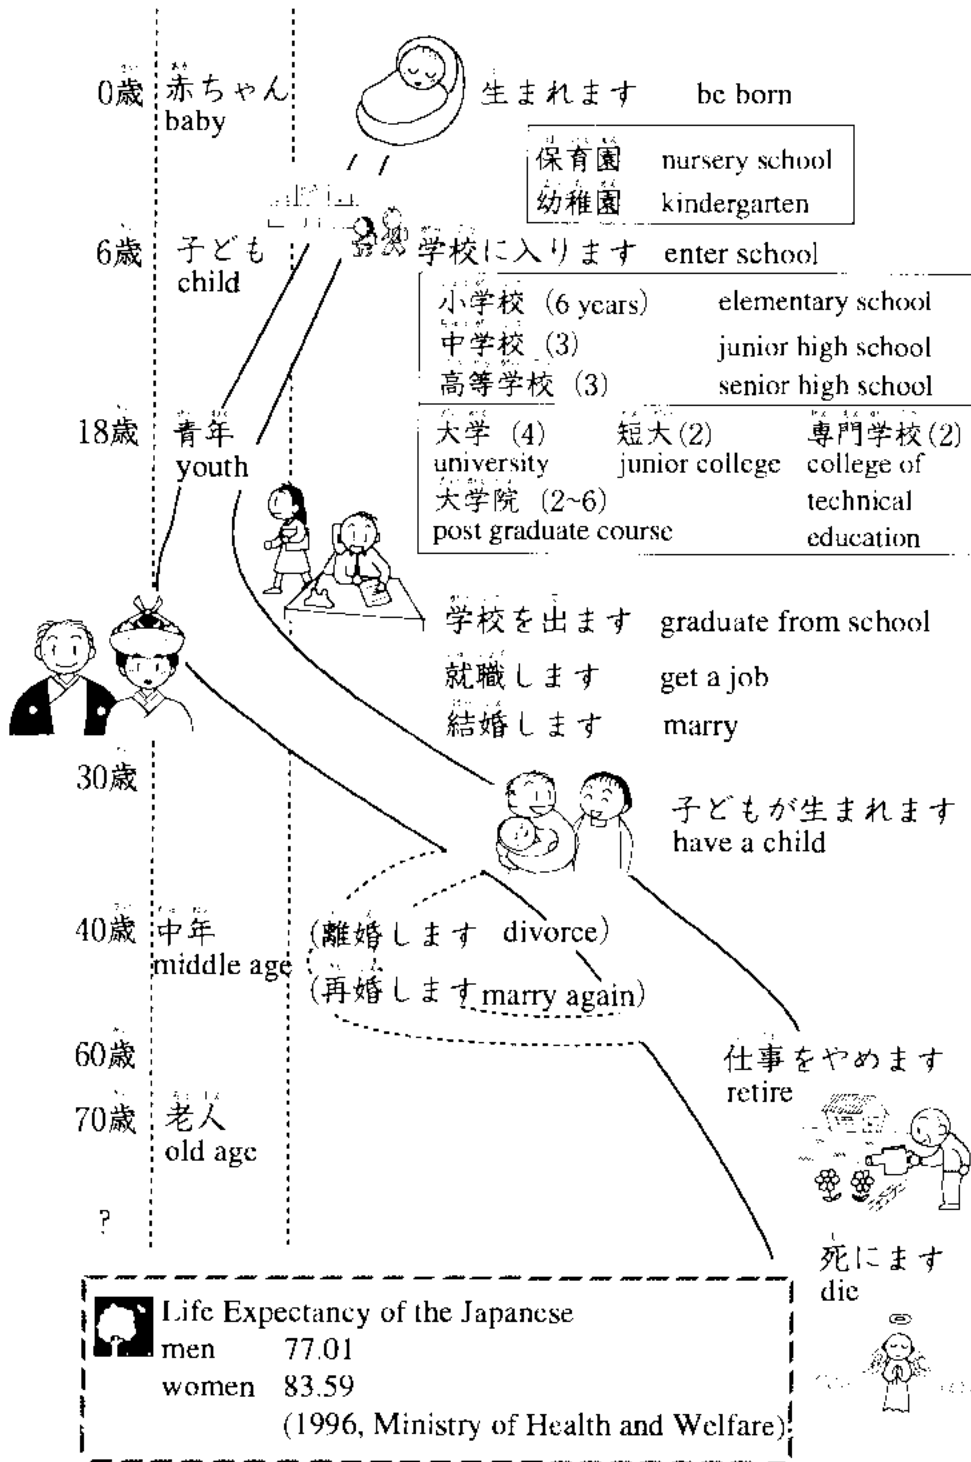 0歳 赤ちゃん 生まれます be born
baby
保育園 nursery school
幼稚園 kindergarten
6歳 子ども 学校に入ります enter school
child
小学校 (6 years) elementary school
中学校 (3) junior high school
高等学校 (3) senior high school
18歳 青年 大学 (4) 短大(2) 専門学校(2)
youth university junior college college of
大学院 (2~6) technical
post graduate course education
学校を出ます graduate from school
就職します get a job
結婚します marry
30歳
子どもが生まれます
have a child
40歳 中年 (離婚します divorce)
middle age
(再婚します marry again)
60歳 仕事をやめます
retire
70歳 老人
old age
?
死にます
die
Life Expectancy of the Japanese
men 77.01
women 83.59
(1996, Ministry of Health and Welfare)